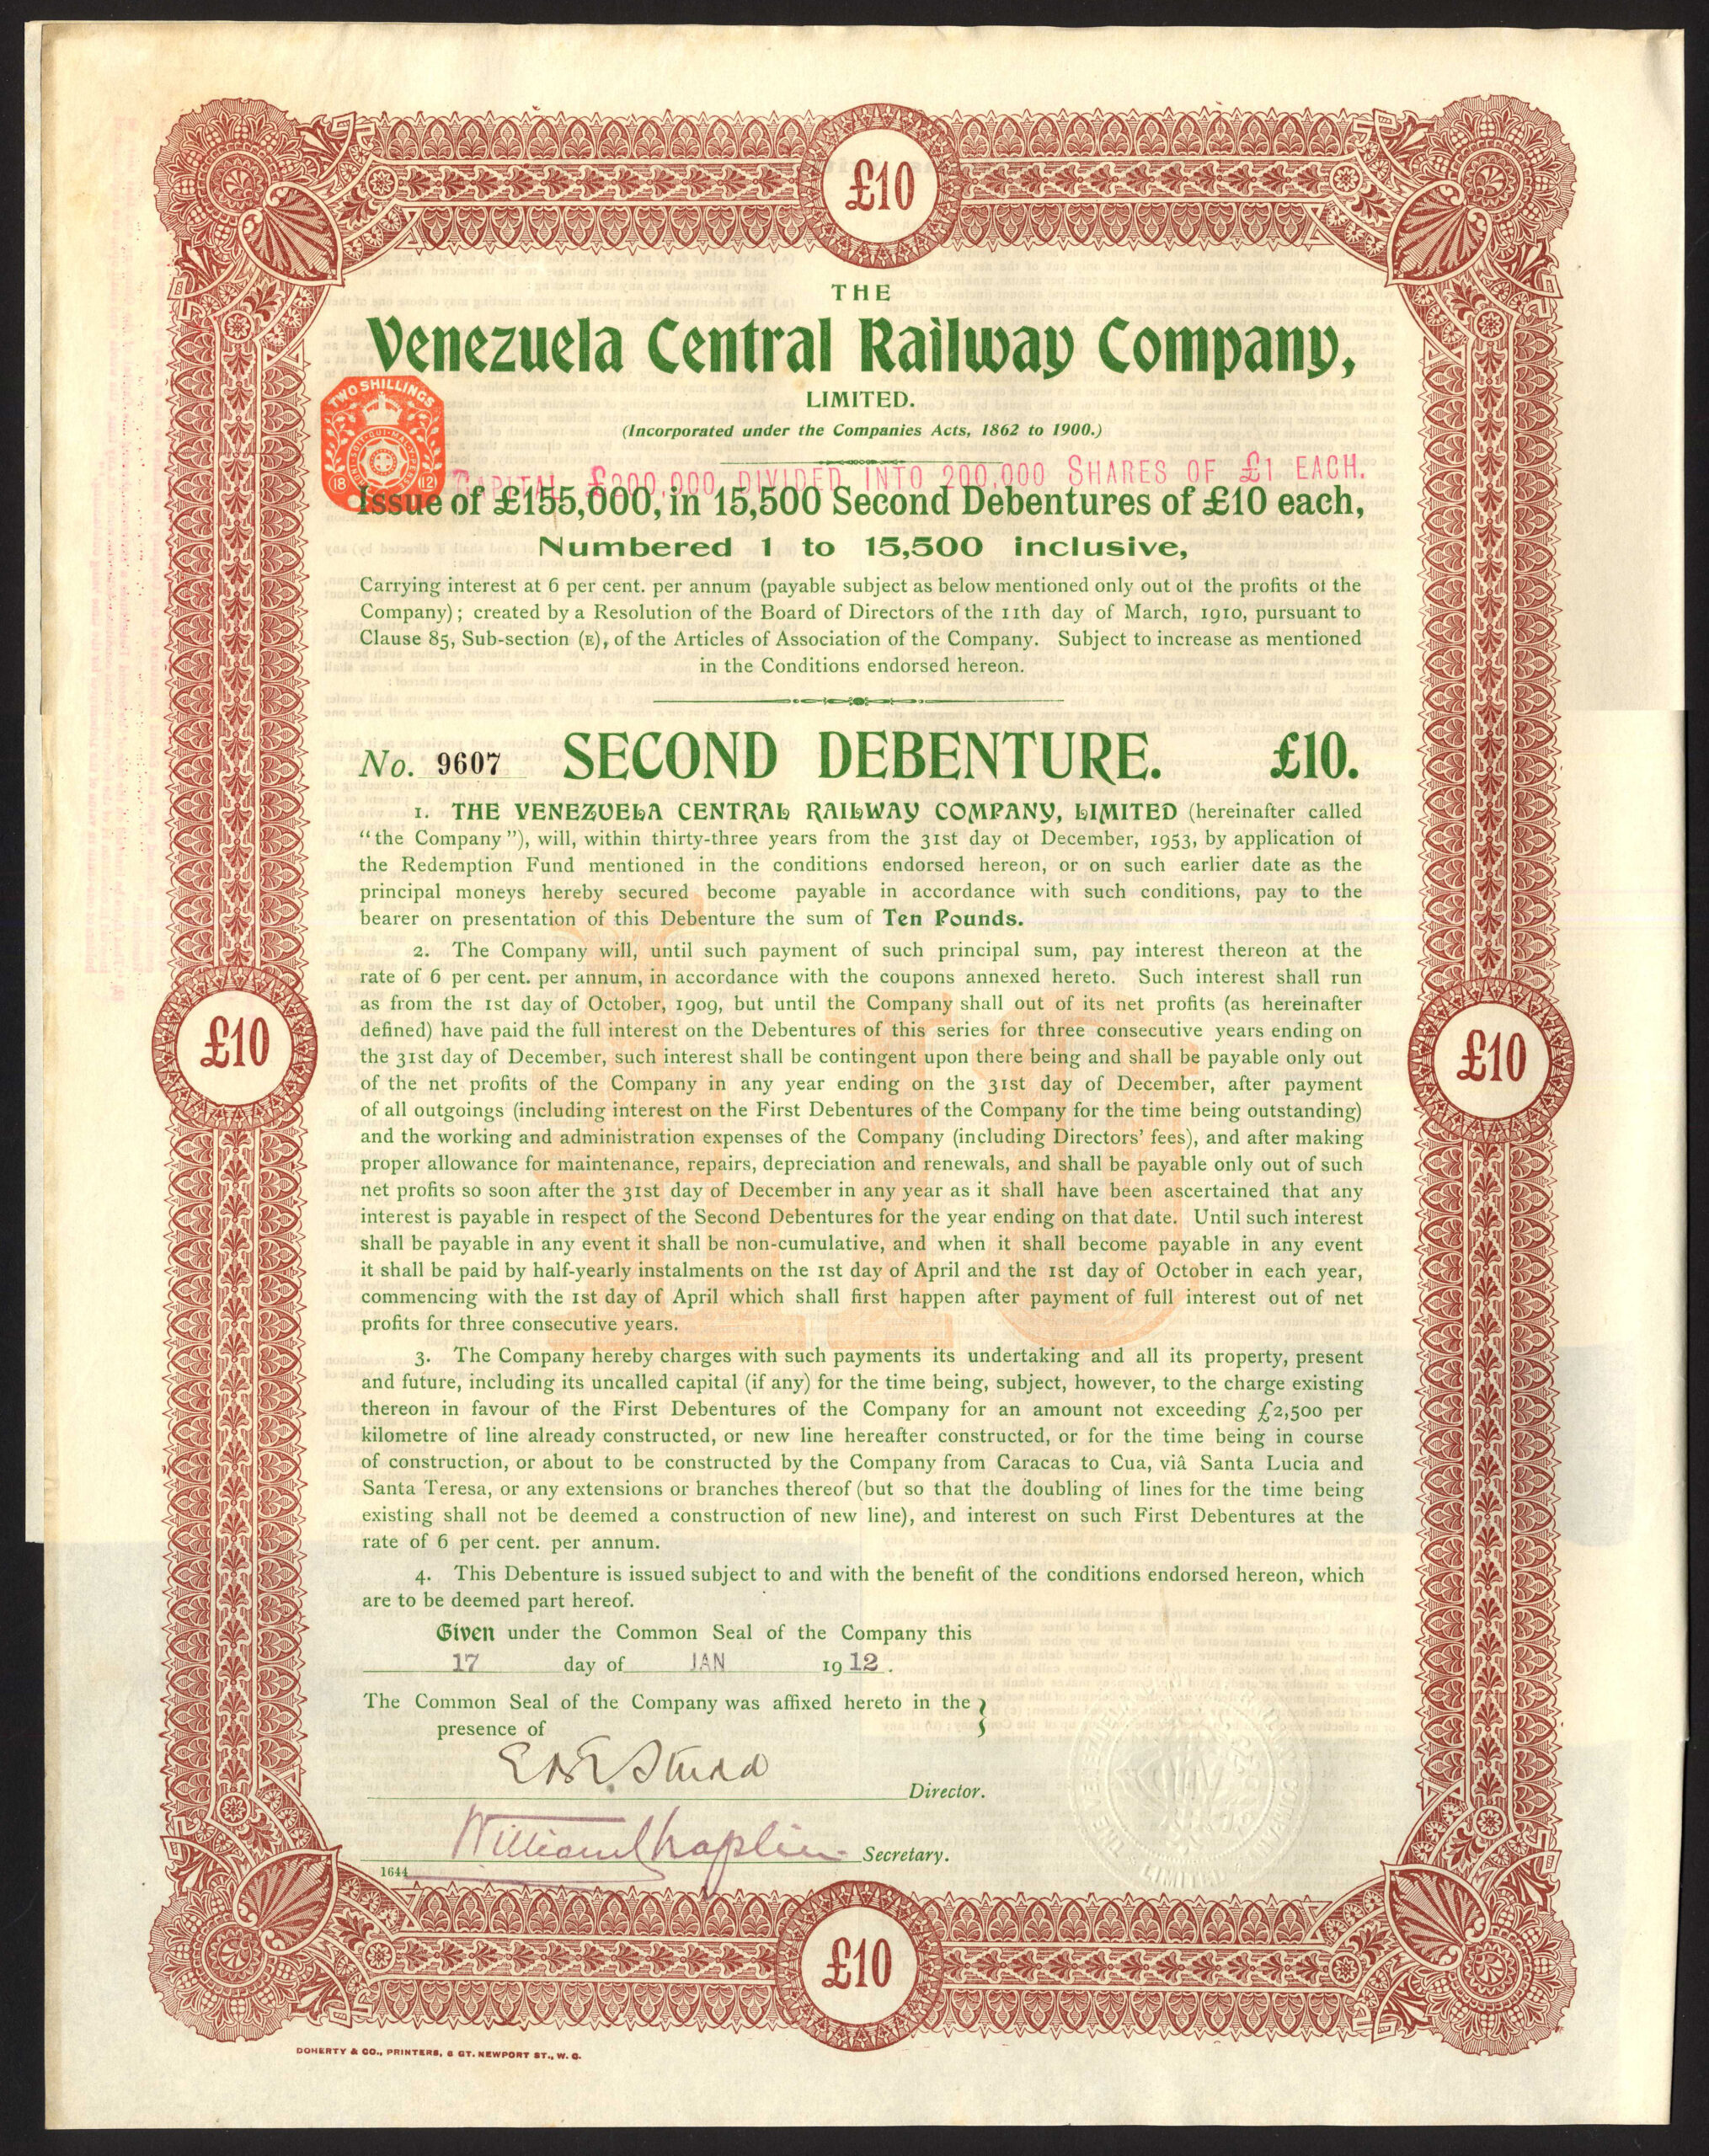 £10
THE
Venezuela Central Railway Company,
LIMITED.
(Incorporated under the Companies Acts, 1862 to 1900.)
TWO SHILLINGS
HONI·SOIT·QUI·MAL·Y·PENSE
18 12
CAPITAL £200,000 DIVIDED INTO 200,000 SHARES OF £1 EACH.
Issue of £155,000, in 15,500 Second Debentures of £10 each,
Numbered 1 to 15,500 inclusive,
Carrying interest at 6 per cent. per annum (payable subject as below mentioned only out of the profits of the
Company); created by a Resolution of the Board of Directors of the 11th day of March, 1910, pursuant to
Clause 85, Sub-section (E), of the Articles of Association of the Company. Subject to increase as mentioned
in the Conditions endorsed hereon.
No. 9607 SECOND DEBENTURE. £10.
1. THE VENEZUELA CENTRAL RAILWAY COMPANY, LIMITED (hereinafter called
"the Company"), will, within thirty-three years from the 31st day of December, 1953, by application of
the Redemption Fund mentioned in the conditions endorsed hereon, or on such earlier date as the
principal moneys hereby secured become payable in accordance with such conditions, pay to the
bearer on presentation of this Debenture the sum of Ten Pounds.
2. The Company will, until such payment of such principal sum, pay interest thereon at the
rate of 6 per cent. per annum, in accordance with the coupons annexed hereto. Such interest shall run
as from the 1st day of October, 1909, but until the Company shall out of its net profits (as hereinafter
defined) have paid the full interest on the Debentures of this series for three consecutive years ending on
the 31st day of December, such interest shall be contingent upon there being and shall be payable only out
of the net profits of the Company in any year ending on the 31st day of December, after payment
of all outgoings (including interest on the First Debentures of the Company for the time being outstanding)
and the working and administration expenses of the Company (including Directors' fees), and after making
proper allowance for maintenance, repairs, depreciation and renewals, and shall be payable only out of such
net profits so soon after the 31st day of December in any year as it shall have been ascertained that any
interest is payable in respect of the Second Debentures for the year ending on that date. Until such interest
shall be payable in any event it shall be non-cumulative, and when it shall become payable in any event
it shall be paid by half-yearly instalments on the 1st day of April and the 1st day of October in each year,
commencing with the 1st day of April which shall first happen after payment of full interest out of net
profits for three consecutive years.
£10
£10
£10
3. The Company hereby charges with such payments its undertaking and all its property, present
and future, including its uncalled capital (if any) for the time being, subject, however, to the charge existing
thereon in favour of the First Debentures of the Company for an amount not exceeding £2,500 per
kilometre of line already constructed, or new line hereafter constructed, or for the time being in course
of construction, or about to be constructed by the Company from Caracas to Cua, viâ Santa Lucia and
Santa Teresa, or any extensions or branches thereof (but so that the doubling of lines for the time being
existing shall not be deemed a construction of new line), and interest on such First Debentures at the
rate of 6 per cent. per annum.
4. This Debenture is issued subject to and with the benefit of the conditions endorsed hereon, which
are to be deemed part hereof.
Given under the Common Seal of the Company this
17 day of JAN 1912.
The Common Seal of the Company was affixed hereto in the
presence of
E. Studd
Director.
William Chaplin Secretary.
1644
£10
DOHERTY & CO., PRINTERS, 6 GT. NEWPORT ST., W. C.